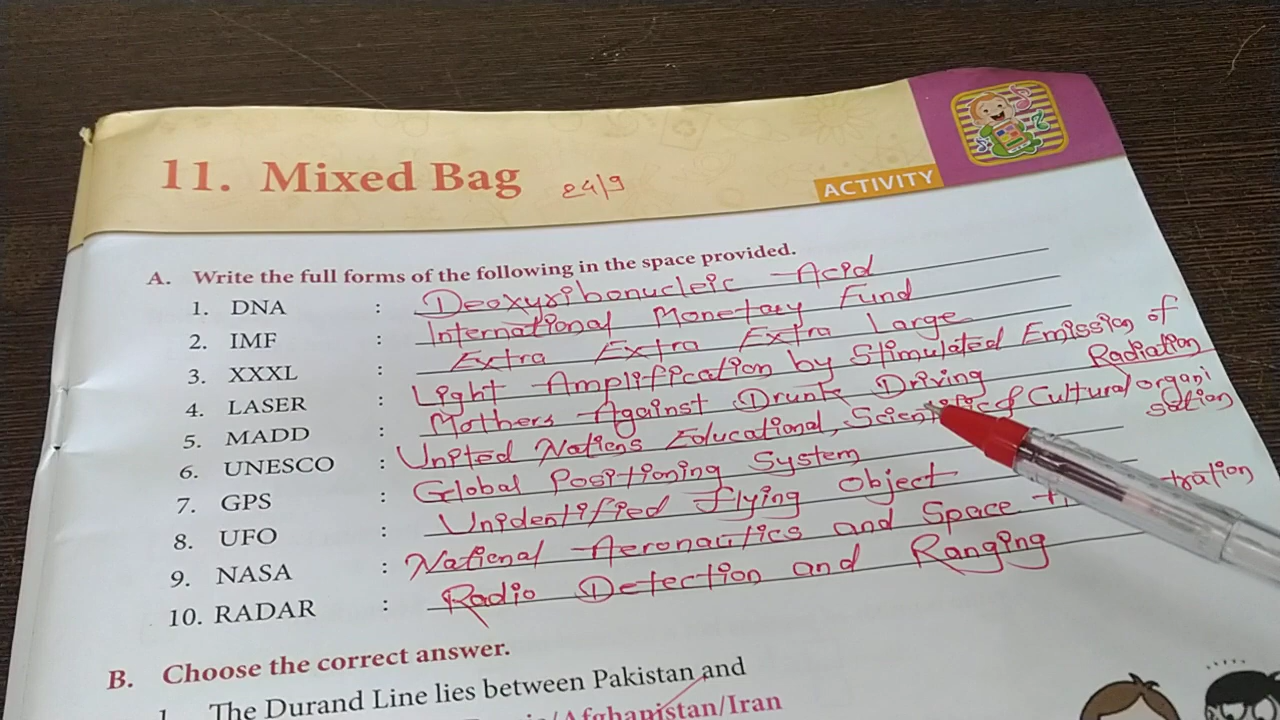 11. Mixed Bag 24/9
ACTIVITY
A. Write the full forms of the following in the space provided.
1. DNA : Deoxyribonucleic Acid
2. IMF : International Monetary Fund
3. XXXL : Extra Extra Extra Large
4. LASER : Light Amplification by Stimulated Emission of Radiation
5. MADD : Mothers Against Drunk Driving
6. UNESCO : United Nations Educational, Scientific & Cultural organisation
7. GPS : Global Positioning System
8. UFO : Unidentified Flying Object
9. NASA : National Aeronautics and Space tration
10. RADAR : Radio Detection and Ranging
B. Choose the correct answer.
1. The Durand Line lies between Pakistan and
/Afghanistan/Iran